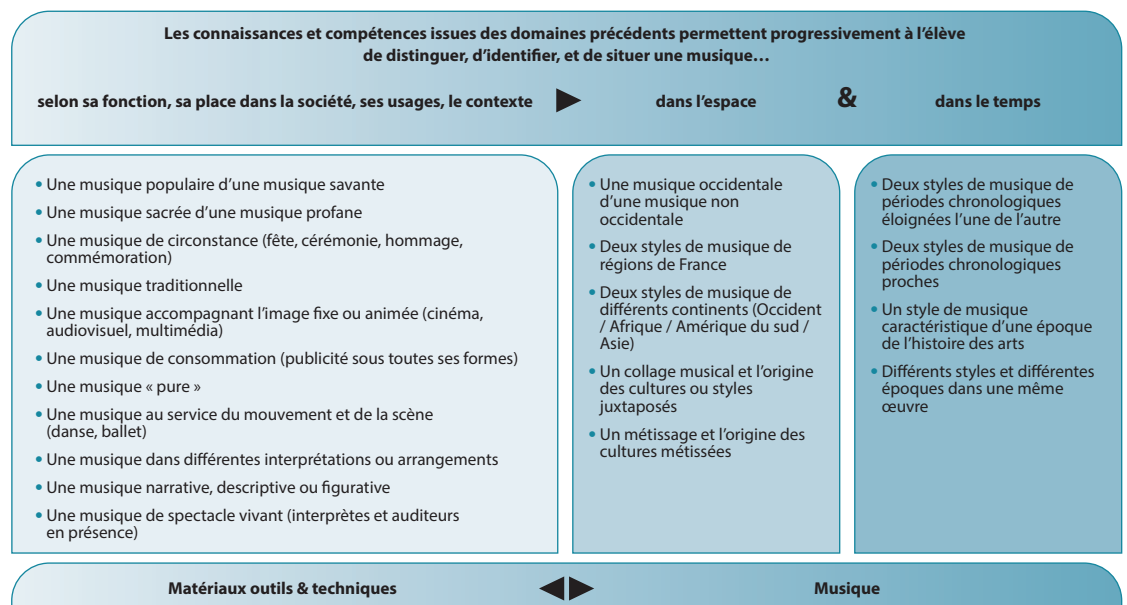 Les connaissances et compétences issues des domaines précédents permettent progressivement à l'élève
de distinguer, d'identifier, et de situer une musique…
selon sa fonction, sa place dans la société, ses usages, le contexte ▶ dans l'espace & dans le temps
• Une musique populaire d'une musique savante
• Une musique sacrée d'une musique profane
• Une musique de circonstance (fête, cérémonie, hommage,
commémoration)
• Une musique traditionnelle
• Une musique accompagnant l'image fixe ou animée (cinéma,
audiovisuel, multimédia)
• Une musique de consommation (publicité sous toutes ses formes)
• Une musique « pure »
• Une musique au service du mouvement et de la scène
(danse, ballet)
• Une musique dans différentes interprétations ou arrangements
• Une musique narrative, descriptive ou figurative
• Une musique de spectacle vivant (interprètes et auditeurs
en présence)
• Une musique occidentale
d'une musique non
occidentale
• Deux styles de musique de
régions de France
• Deux styles de musique de
différents continents (Occident
/ Afrique / Amérique du sud /
Asie)
• Un collage musical et l'origine
des cultures ou styles
juxtaposés
• Un métissage et l'origine des
cultures métissées
• Deux styles de musique de
périodes chronologiques
éloignées l'une de l'autre
• Deux styles de musique de
périodes chronologiques
proches
• Un style de musique
caractéristique d'une époque
de l'histoire des arts
• Différents styles et différentes
époques dans une même
œuvre
Matériaux outils & techniques ◀▶ Musique